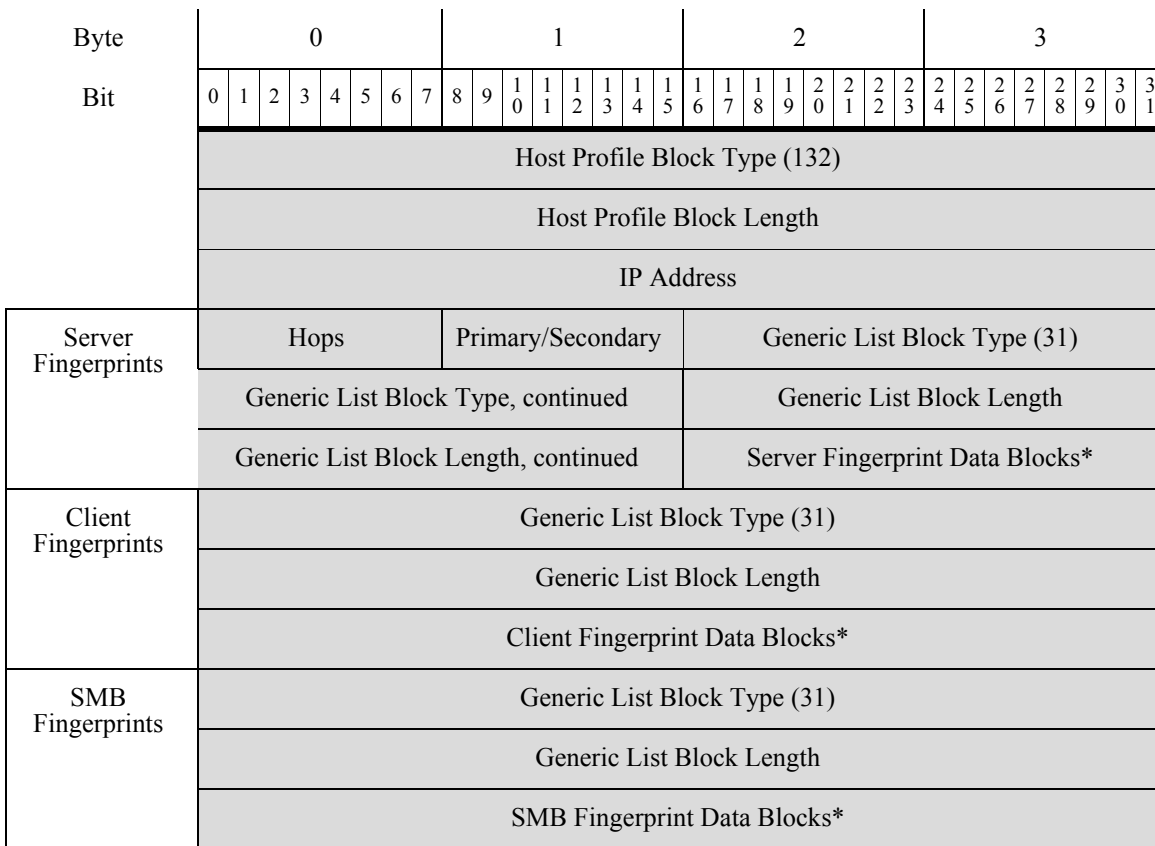 Byte 0 1 2 3
Bit 0 1 2 3 4 5 6 7 8 9 10 11 12 13 14 15 16 17 18 19 20 21 22 23 24 25 26 27 28 29 30 31
Host Profile Block Type (132)
Host Profile Block Length
IP Address
Server
Fingerprints
Hops Primary/Secondary Generic List Block Type (31)
Generic List Block Type, continued Generic List Block Length
Generic List Block Length, continued Server Fingerprint Data Blocks*
Client
Fingerprints
Generic List Block Type (31)
Generic List Block Length
Client Fingerprint Data Blocks*
SMB
Fingerprints
Generic List Block Type (31)
Generic List Block Length
SMB Fingerprint Data Blocks*